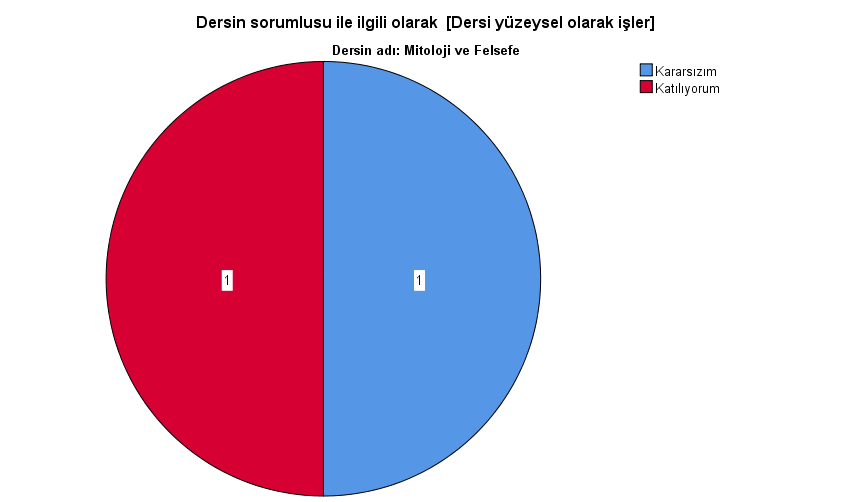 Dersin sorumlusu ile ilgili olarak [Dersi yüzeysel olarak işler]
Dersin adı: Mitoloji ve Felsefe
Kararsızım
Katılıyorum
1
1